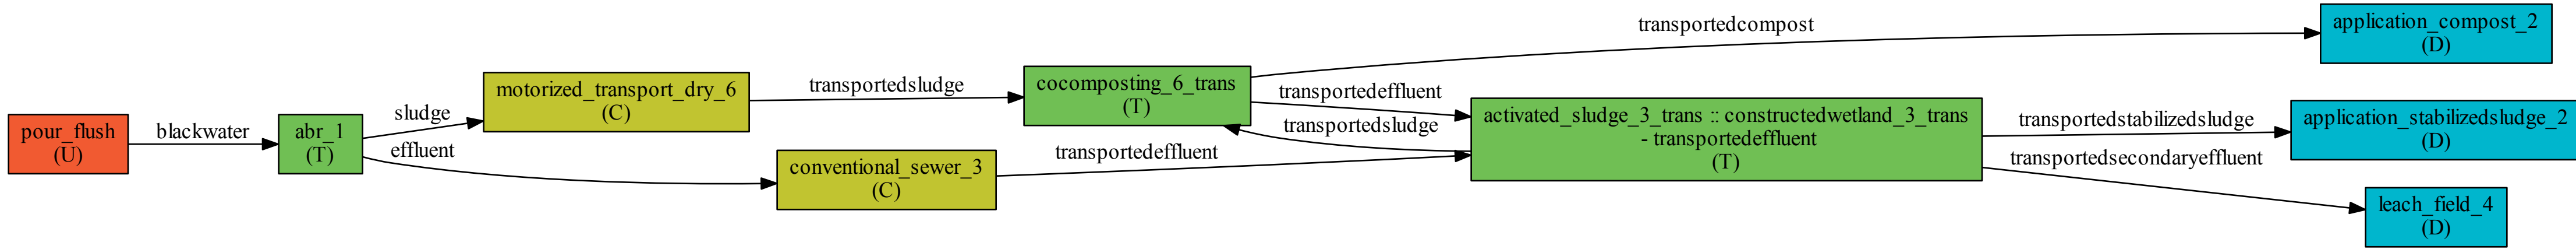 pour_flush
(U)
blackwater
abr_1
(T)
sludge
effluent
motorized_transport_dry_6
(C)
conventional_sewer_3
(C)
transportedsludge
transportedeffluent
cocomposting_6_trans
(T)
transportedcompost
transportedeffluent
transportedsludge
activated_sludge_3_trans :: constructedwetland_3_trans
- transportedeffluent
(T)
transportedstabilizedsludge
transportedsecondaryeffluent
application_compost_2
(D)
application_stabilizedsludge_2
(D)
leach_field_4
(D)